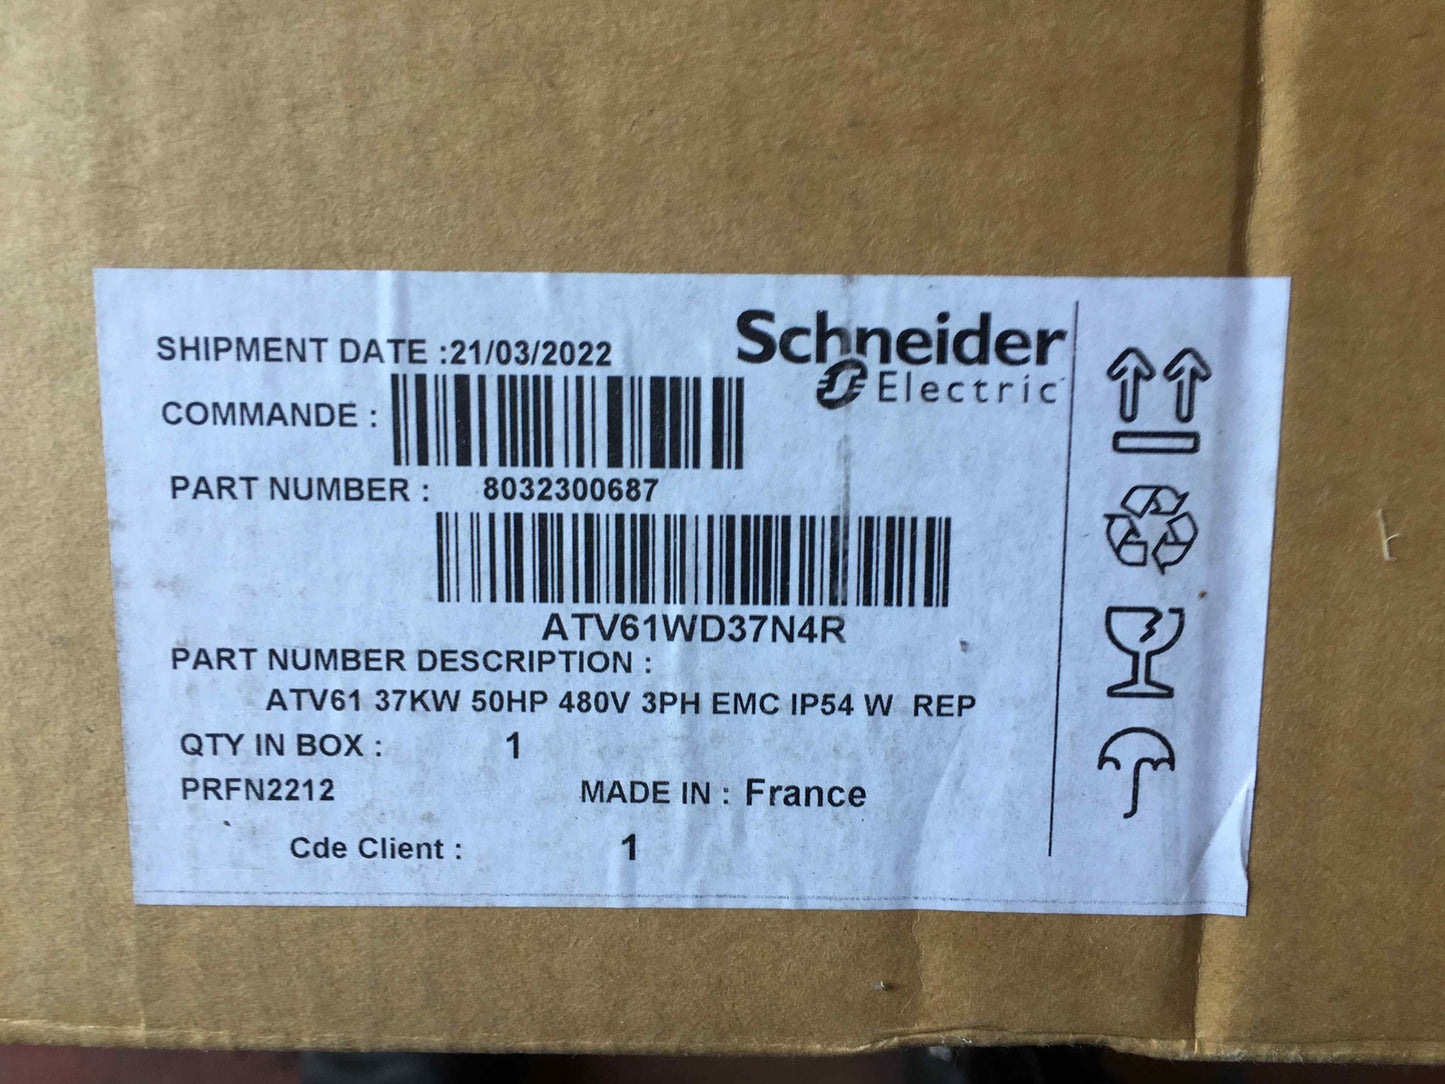 SHIPMENT DATE :21/03/2022
Schneider
Electric
COMMANDE :
8032300687
PART NUMBER :
ATV61WD37N4R
PART NUMBER DESCRIPTION :
ATV61 37KW 50HP 480V 3PH EMC IP54 W REP
QTY IN BOX : 1
PRFN2212 MADE IN : France
Cde Client : 1